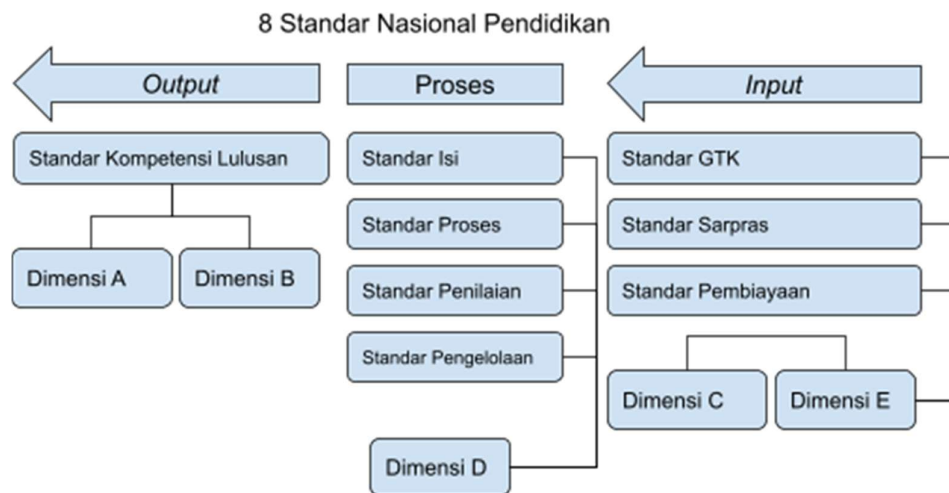 8 Standar Nasional Pendidikan
Output
Proses
Input
Standar Kompetensi Lulusan
Standar Isi
Standar GTK
Standar Proses
Standar Sarpras
Dimensi A
Dimensi B
Standar Penilaian
Standar Pembiayaan
Standar Pengelolaan
Dimensi C
Dimensi E
Dimensi D